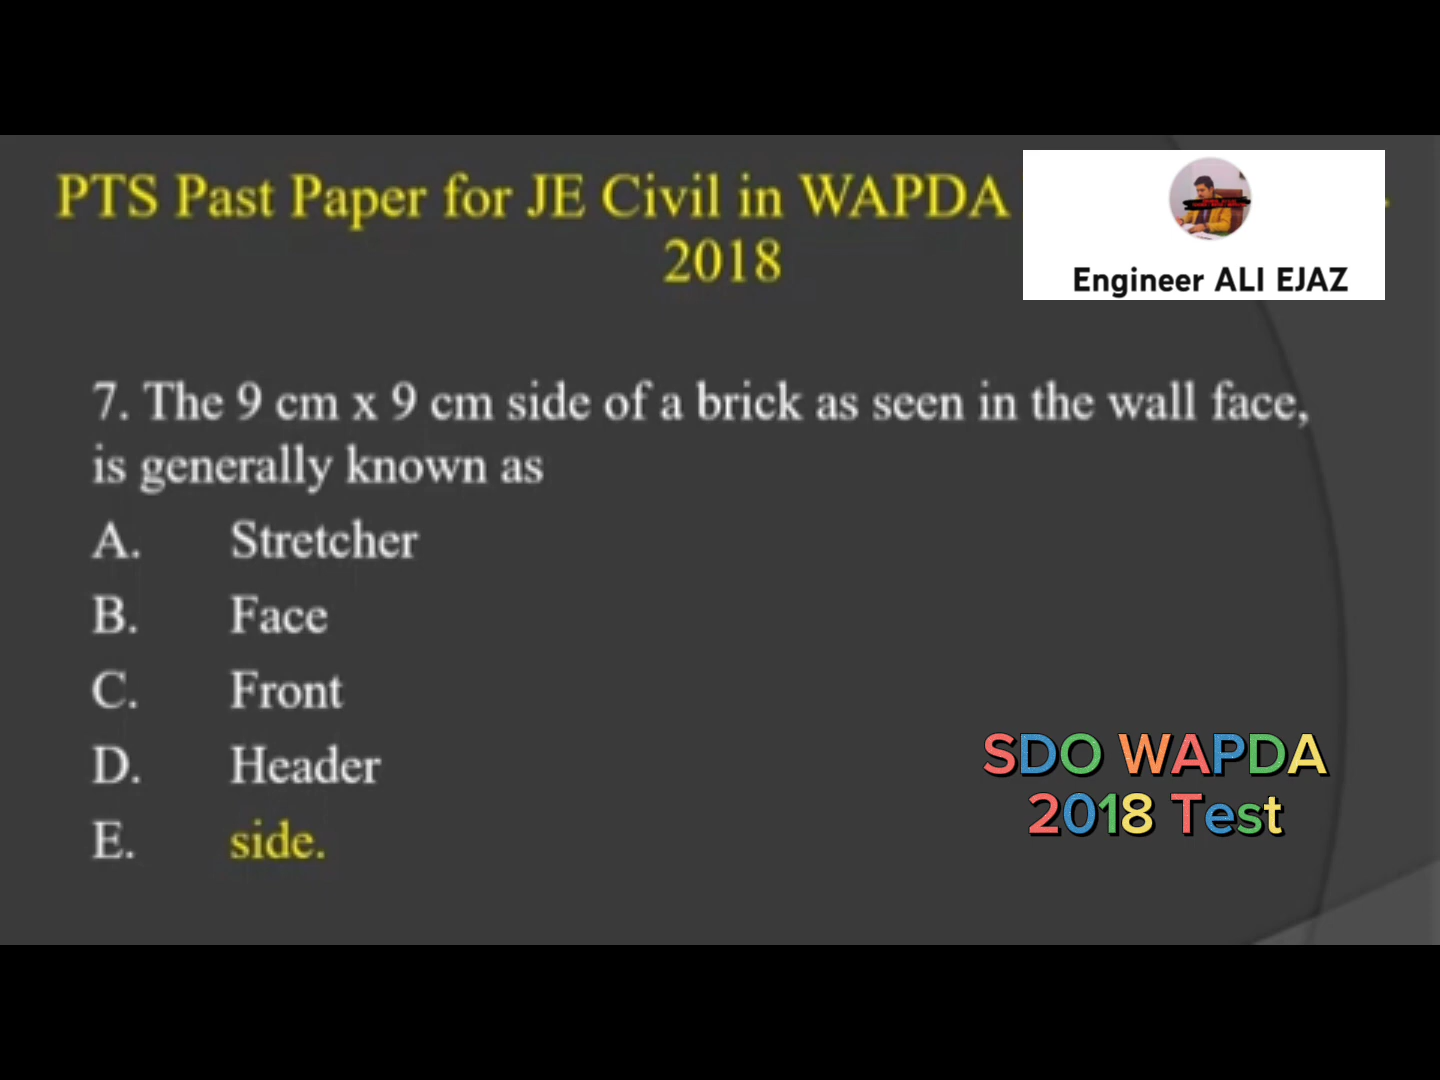 PTS Past Paper for JE Civil in WAPDA
2018
Engineer ALI EJAZ
7. The 9 cm x 9 cm side of a brick as seen in the wall face,
is generally known as
A. Stretcher
B. Face
C. Front
D. Header
E. side.
SDO WAPDA
2018 Test